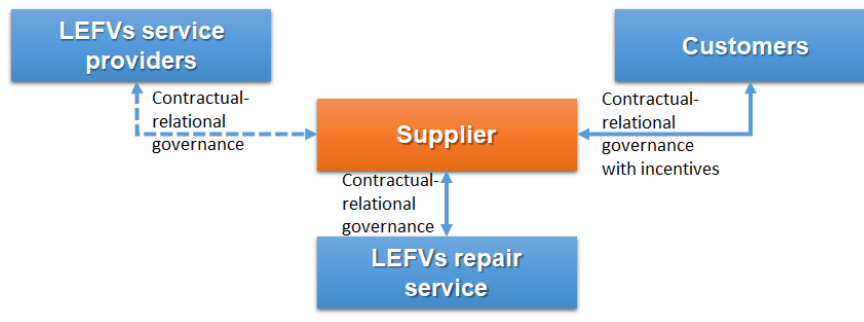 LEFVs service
providers
Customers
Contractual-
relational
governance
Supplier
Contractual-
relational
governance
with incentives
Contractual-
relational
governance
LEFVs repair
service